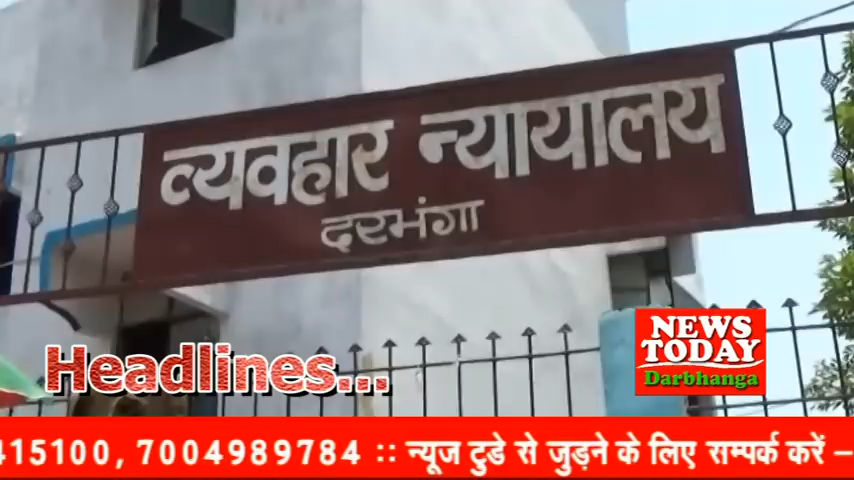 व्यवहार न्यायालय
दरभंगा
NEWS
TODAY
Darbhanga
Headlines...
415100, 7004989784 :: न्यूज टुडे से जुड़ने के लिए सम्पर्क करें –